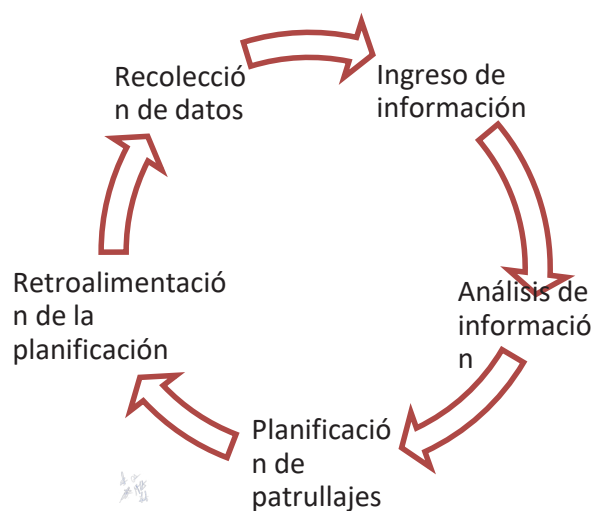 Recolecció
n de datos
Ingreso de
información
Análisis de
informació
n
Planificació
n de
patrullajes
Retroalimentació
n de la
planificación